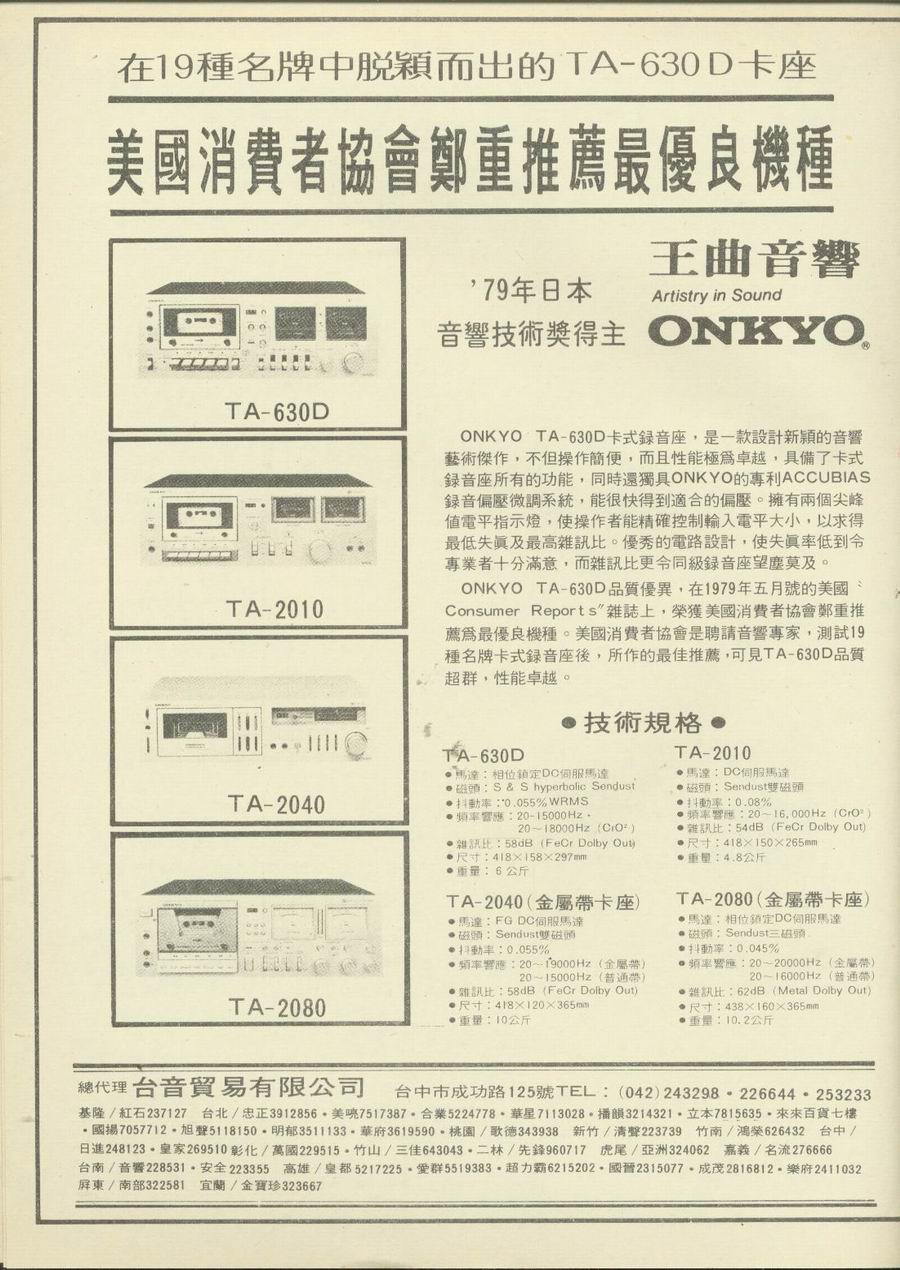 在19種名牌中脫穎而出的TA-630D卡座
美國消費者協會鄭重推薦最優良機種
'79年日本
音響技術獎得主
王曲音響
Artistry in Sound
ONKYO®
TA-630D
TA-2010
TA-2040
TA-2080
ONKYO TA-630D卡式録音座，是一款設計新穎的音響
藝術傑作，不但操作簡便，而且性能極爲卓越，具備了卡式
録音座所有的功能，同時還獨具ONKYO的專利ACCUBIAS
録音偏壓微調系統，能很快得到適合的偏壓。擁有兩個尖峰
値電平指示燈，使操作者能精確控制輸入電平大小，以求得
最低失眞及最高雜訊比。優秀的電路設計，使失眞率低到令
專業者十分滿意，而雜訊比更令同級録音座望塵莫及。
ONKYO TA-630D品質優異，在1979年五月號的美國〝
Consumer Reports〞雜誌上，榮獲美國消費者協會鄭重推
薦爲最優良機種。美國消費者協會是聘請音響專家，測試19
種名牌卡式録音座後，所作的最佳推薦，可見TA-630D品質
超群，性能卓越。
●技術規格●
TA-630D
●馬達：相位鎖定DC伺服馬達
●磁頭：S & S hyperbolic Sendust
●抖動率：0.055% WRMS
●頻率響應：20-15000Hz・
20～18000Hz（CrO²）
●雜訊比：58dB（FeCr Dolby Out）
●尺寸：418×158×297mm
●重量：6公斤
TA-2010
●馬達：DC伺服馬達
●磁頭：Sendust雙磁頭
●抖動率：0.08%
●頻率響應：20～16,000Hz（CrO²）
●雜訊比：54dB（FeCr Dolby Out）
●尺寸：418×150×265mm
●重量：4.8公斤
TA-2040（金屬帶卡座）
●馬達：FG DC伺服馬達
●磁頭：Sendust雙磁頭
●抖動率：0.055%
●頻率響應：20～19000Hz（金屬帶）
20～15000Hz（普通帶）
●雜訊比：58dB（FeCr Dolby Out）
●尺寸：418×120×365mm
●重量：10公斤
TA-2080（金屬帶卡座）
●馬達：相位鎖定DC伺服馬達
●磁頭：Sendust三磁頭
●抖動率：0.045%
●頻率響應：20～20000Hz（金屬帶）
20～16000Hz（普通帶）
●雜訊比：62dB（Metal Dolby Out）
●尺寸：438×160×365mm
●重量：10.2公斤
總代理 台音貿易有限公司 台中市成功路125號TEL：（042）243298・226644・253233
基隆／紅石237127 台北／忠正3912856・美曉7517387・合業5224778・華星7113028・播韻3214321・立本7815635・來來百貨七樓
・國揚7057712・旭聲5118150・明郁3511133・華府3619590・桃園／歌德343938 新竹／清聲223739 竹南／鴻榮626432 台中／
日進248123・皇家269510 彰化／萬國229515・竹山／三佳643043・二林／先鋒960717 虎尾／亞洲324062 嘉義／名流276666
台南／音響228531・安全223355 高雄／皇都5217225・愛群5519383・超力霸6215202・國晉2315077・成茂2816812・樂府2411032
屏東／南部322581 宜蘭／金寶珍323667